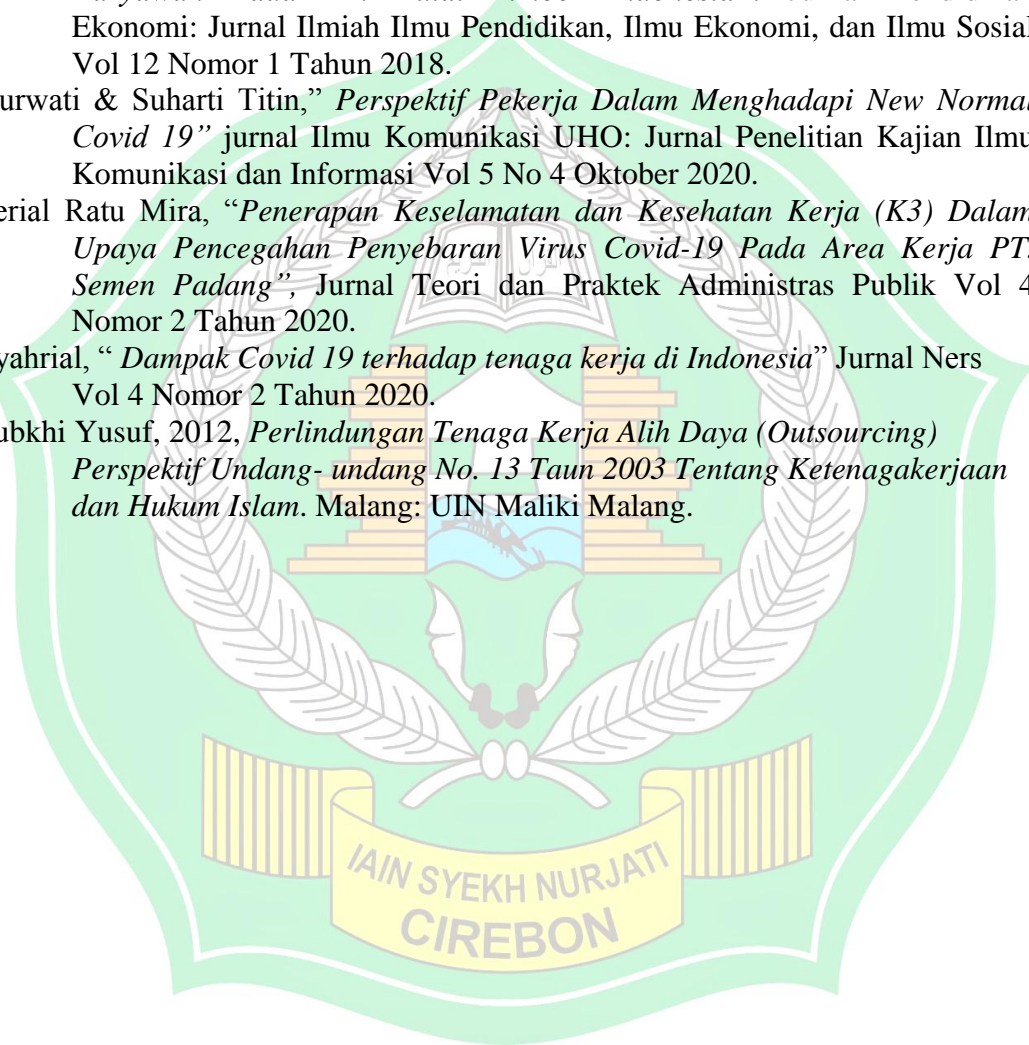 Ekonomi: Jurnal Ilmiah Ilmu Pendidikan, Ilmu Ekonomi, dan Ilmu Sosial
Vol 12 Nomor 1 Tahun 2018.
urwati & Suharti Titin,” Perspektif Pekerja Dalam Menghadapi New Normal
Covid 19” jurnal Ilmu Komunikasi UHO: Jurnal Penelitian Kajian Ilmu
Komunikasi dan Informasi Vol 5 No 4 Oktober 2020.
erial Ratu Mira, “Penerapan Keselamatan dan Kesehatan Kerja (K3) Dalam
Upaya Pencegahan Penyebaran Virus Covid-19 Pada Area Kerja PT.
Semen Padang”, Jurnal Teori dan Praktek Administras Publik Vol 4
Nomor 2 Tahun 2020.
yahrial, “ Dampak Covid 19 terhadap tenaga kerja di Indonesia” Jurnal Ners
Vol 4 Nomor 2 Tahun 2020.
ubkhi Yusuf, 2012, Perlindungan Tenaga Kerja Alih Daya (Outsourcing)
Perspektif Undang- undang No. 13 Taun 2003 Tentang Ketenagakerjaan
dan Hukum Islam. Malang: UIN Maliki Malang.
IAIN SYEKH NURJATI
CIREBON